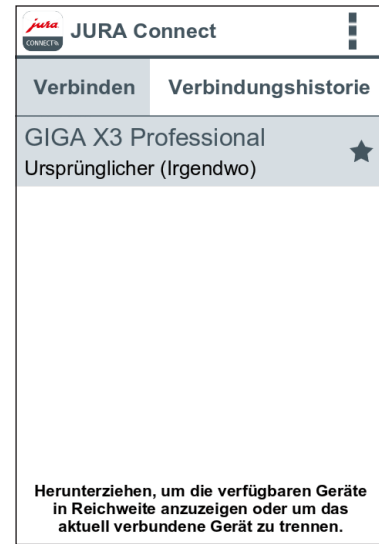 jura
CONNECT
JURA Connect
Verbinden Verbindungshistorie
GIGA X3 Professional
Ursprünglicher (Irgendwo)
Herunterziehen, um die verfügbaren Geräte
in Reichweite anzuzeigen oder um das
aktuell verbundene Gerät zu trennen.